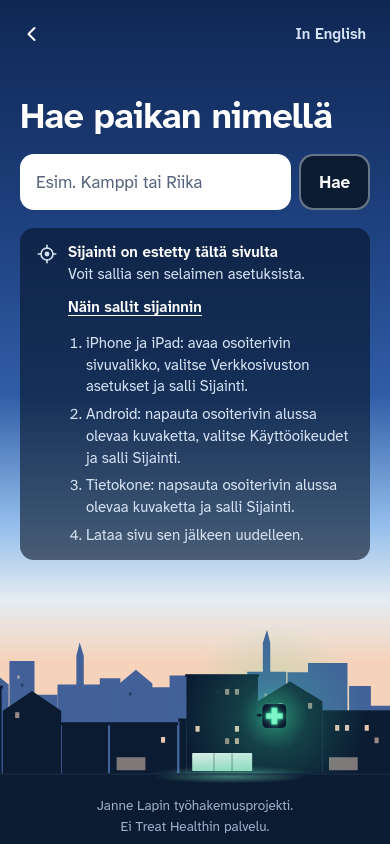 In English
Hae paikan nimellä
Esim. Kamppi tai Riika
Hae
Sijainti on estetty tältä sivulta
Voit sallia sen selaimen asetuksista.
Näin sallit sijainnin
1. iPhone ja iPad: avaa osoiterivin
sivuvalikko, valitse Verkkosivuston
asetukset ja salli Sijainti.
2. Android: napauta osoiterivin alussa
olevaa kuvaketta, valitse Käyttöoikeudet
ja salli Sijainti.
3. Tietokone: napsauta osoiterivin alussa
olevaa kuvaketta ja salli Sijainti.
4. Lataa sivu sen jälkeen uudelleen.
Janne Lapin työhakemusprojekti.
Ei Treat Healthin palvelu.